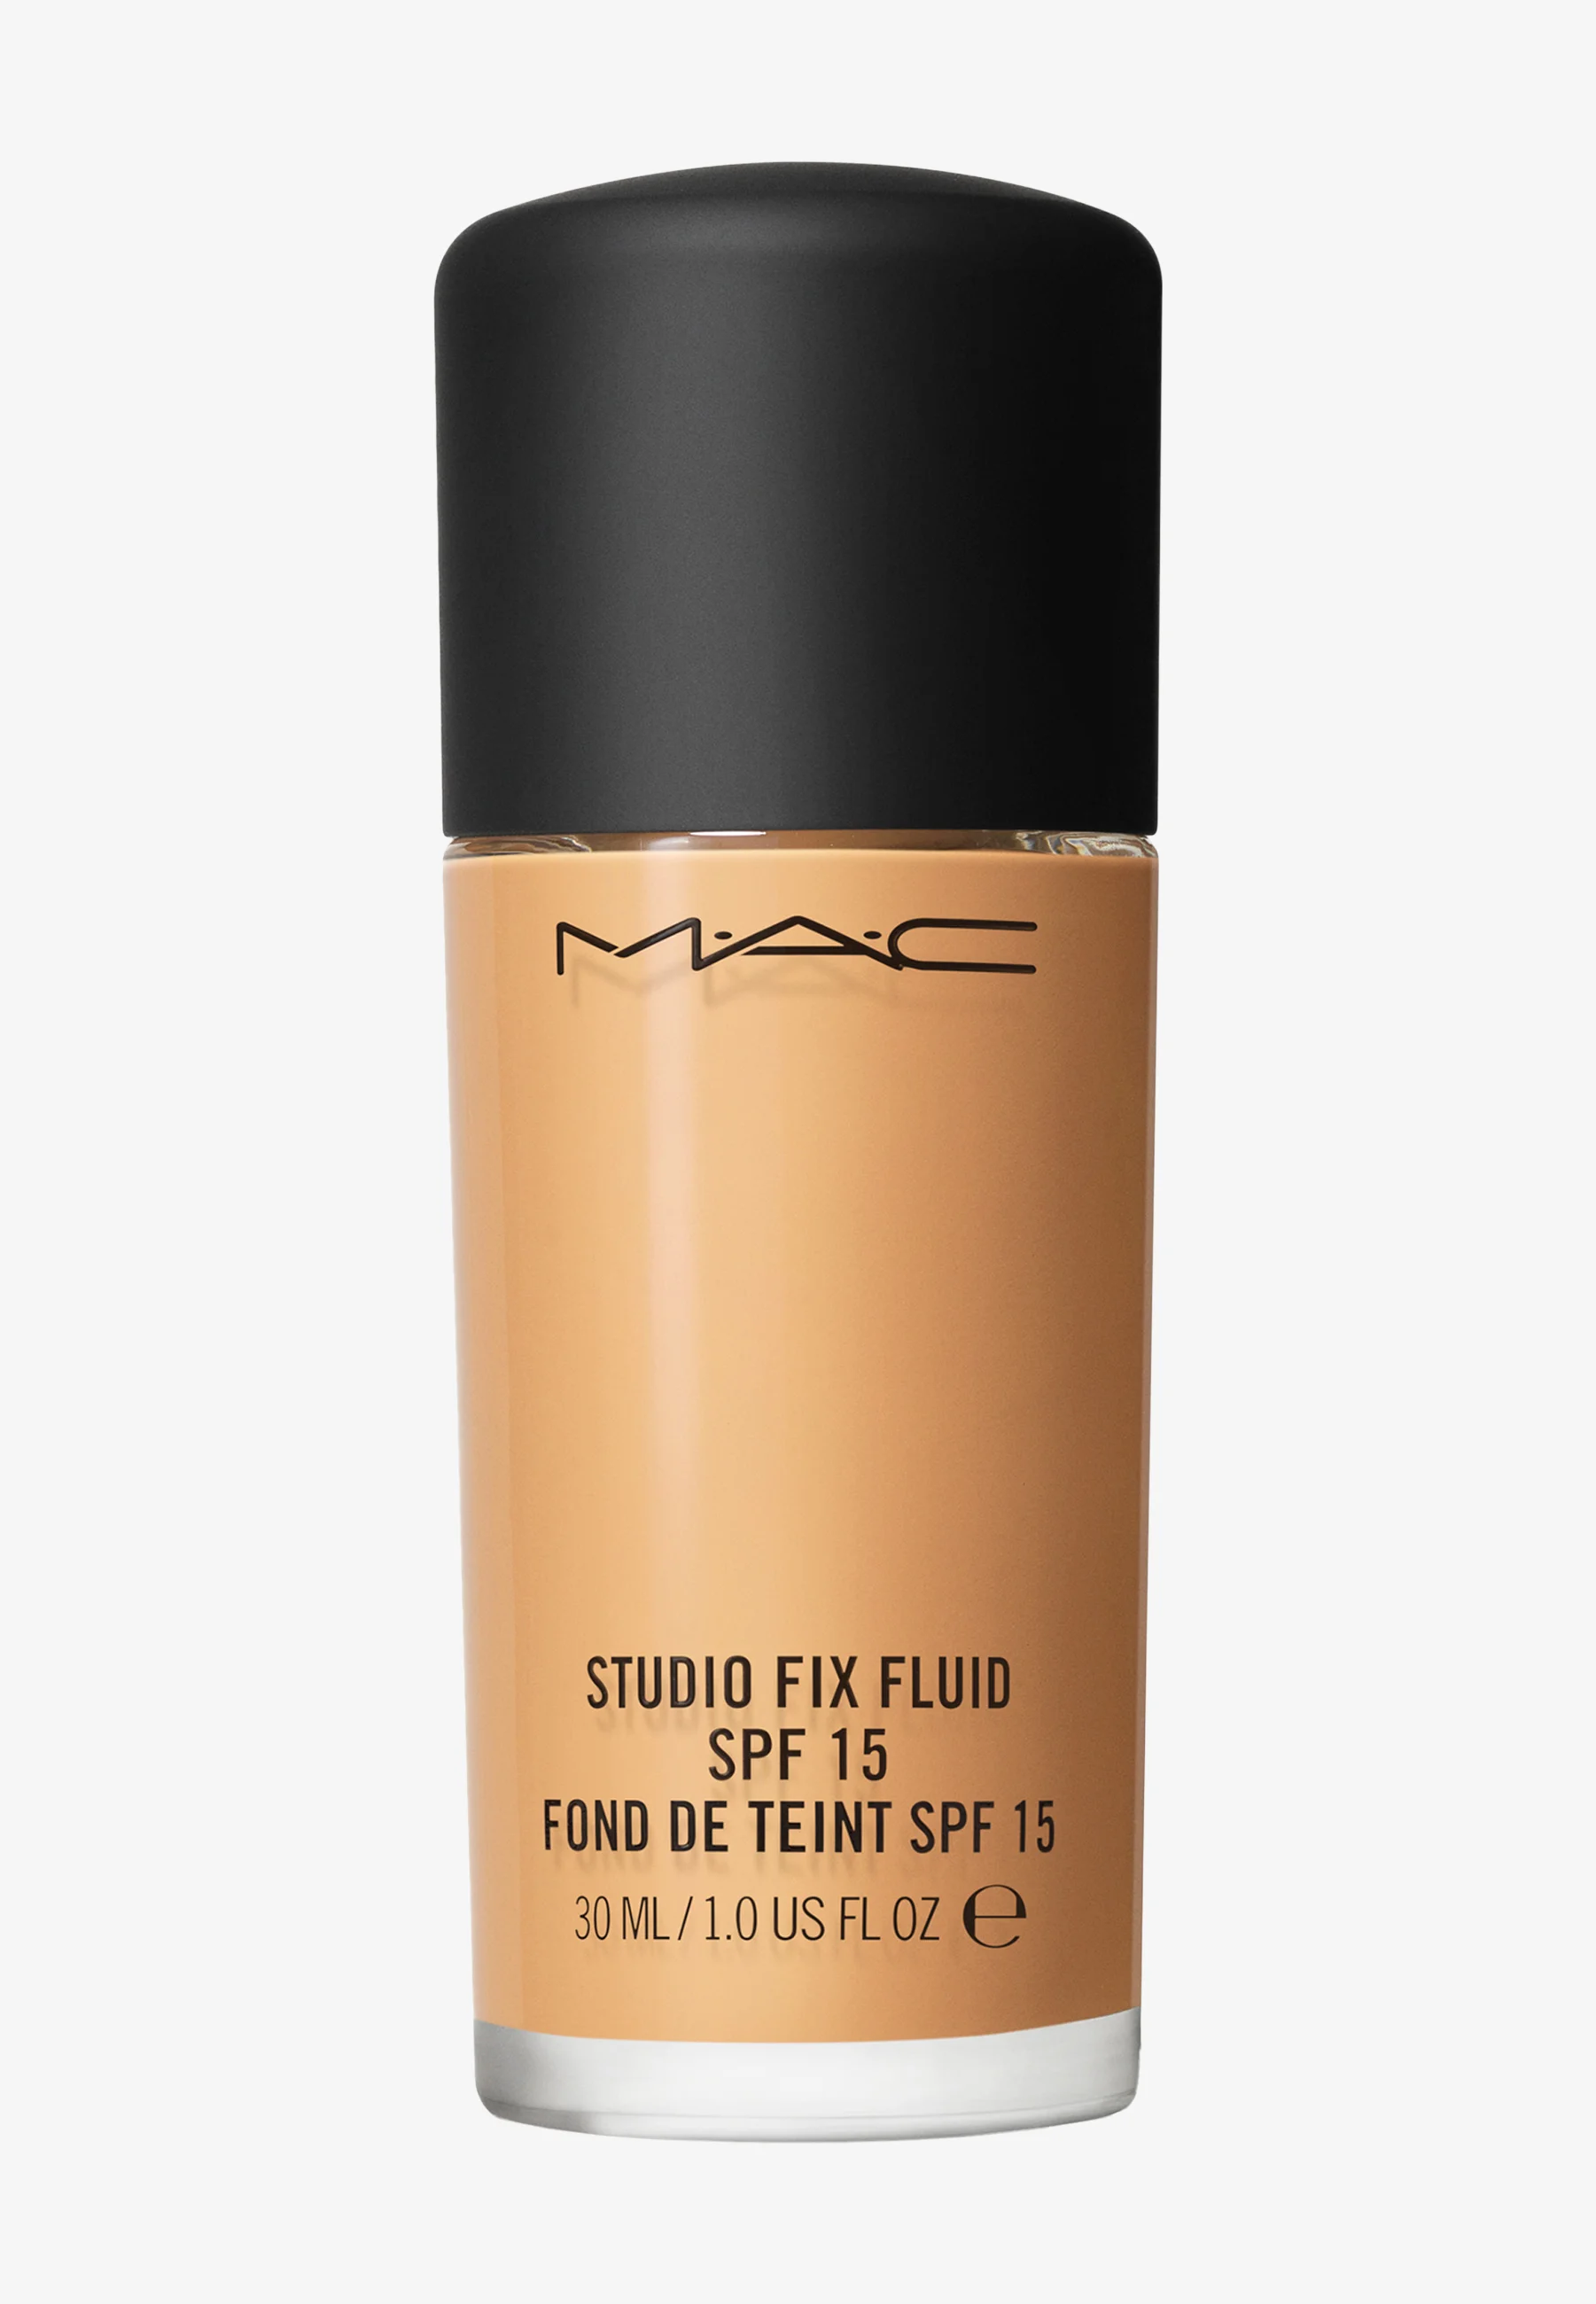 M·A·C
STUDIO FIX FLUID
SPF 15
FOND DE TEINT SPF 15
30 ML / 1.0 US FL OZ ℮